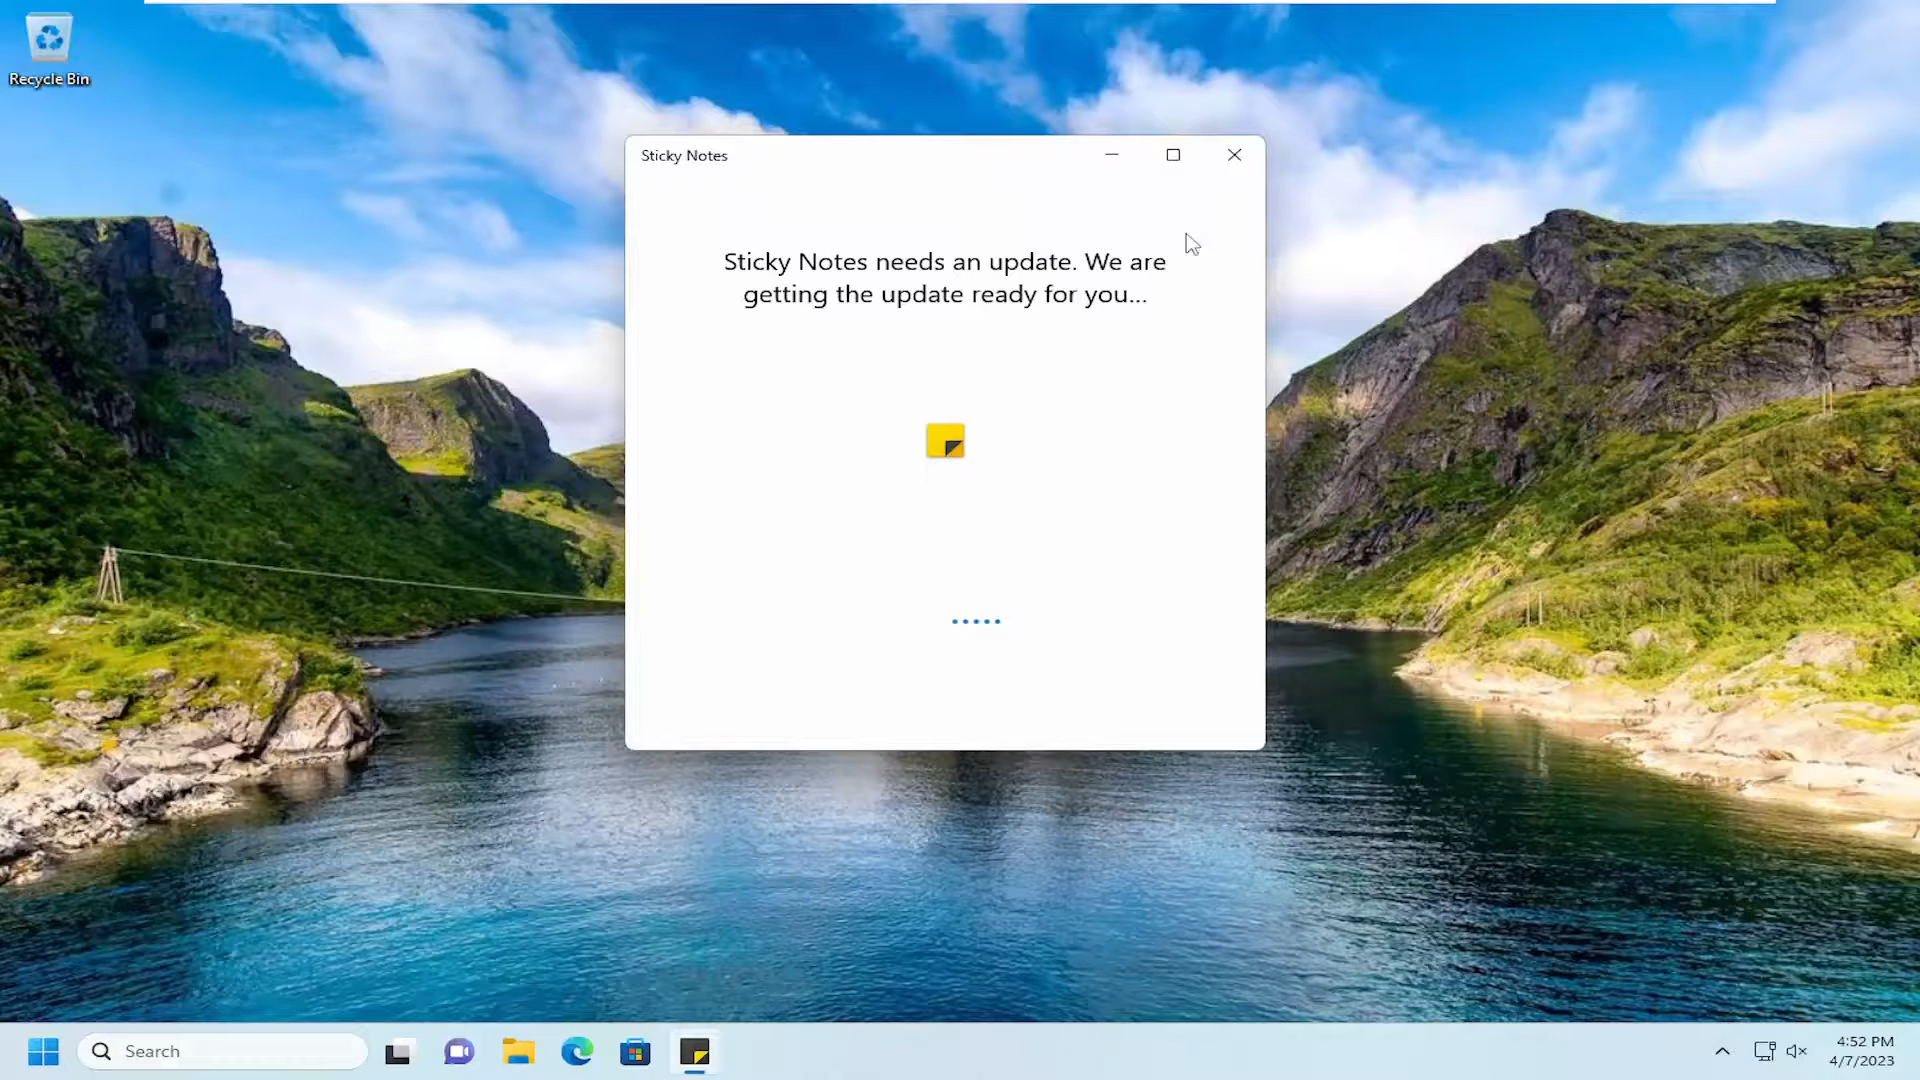 Recycle Bin
Sticky Notes
Sticky Notes needs an update. We are
getting the update ready for you...
Search
4:52 PM
4/7/2023